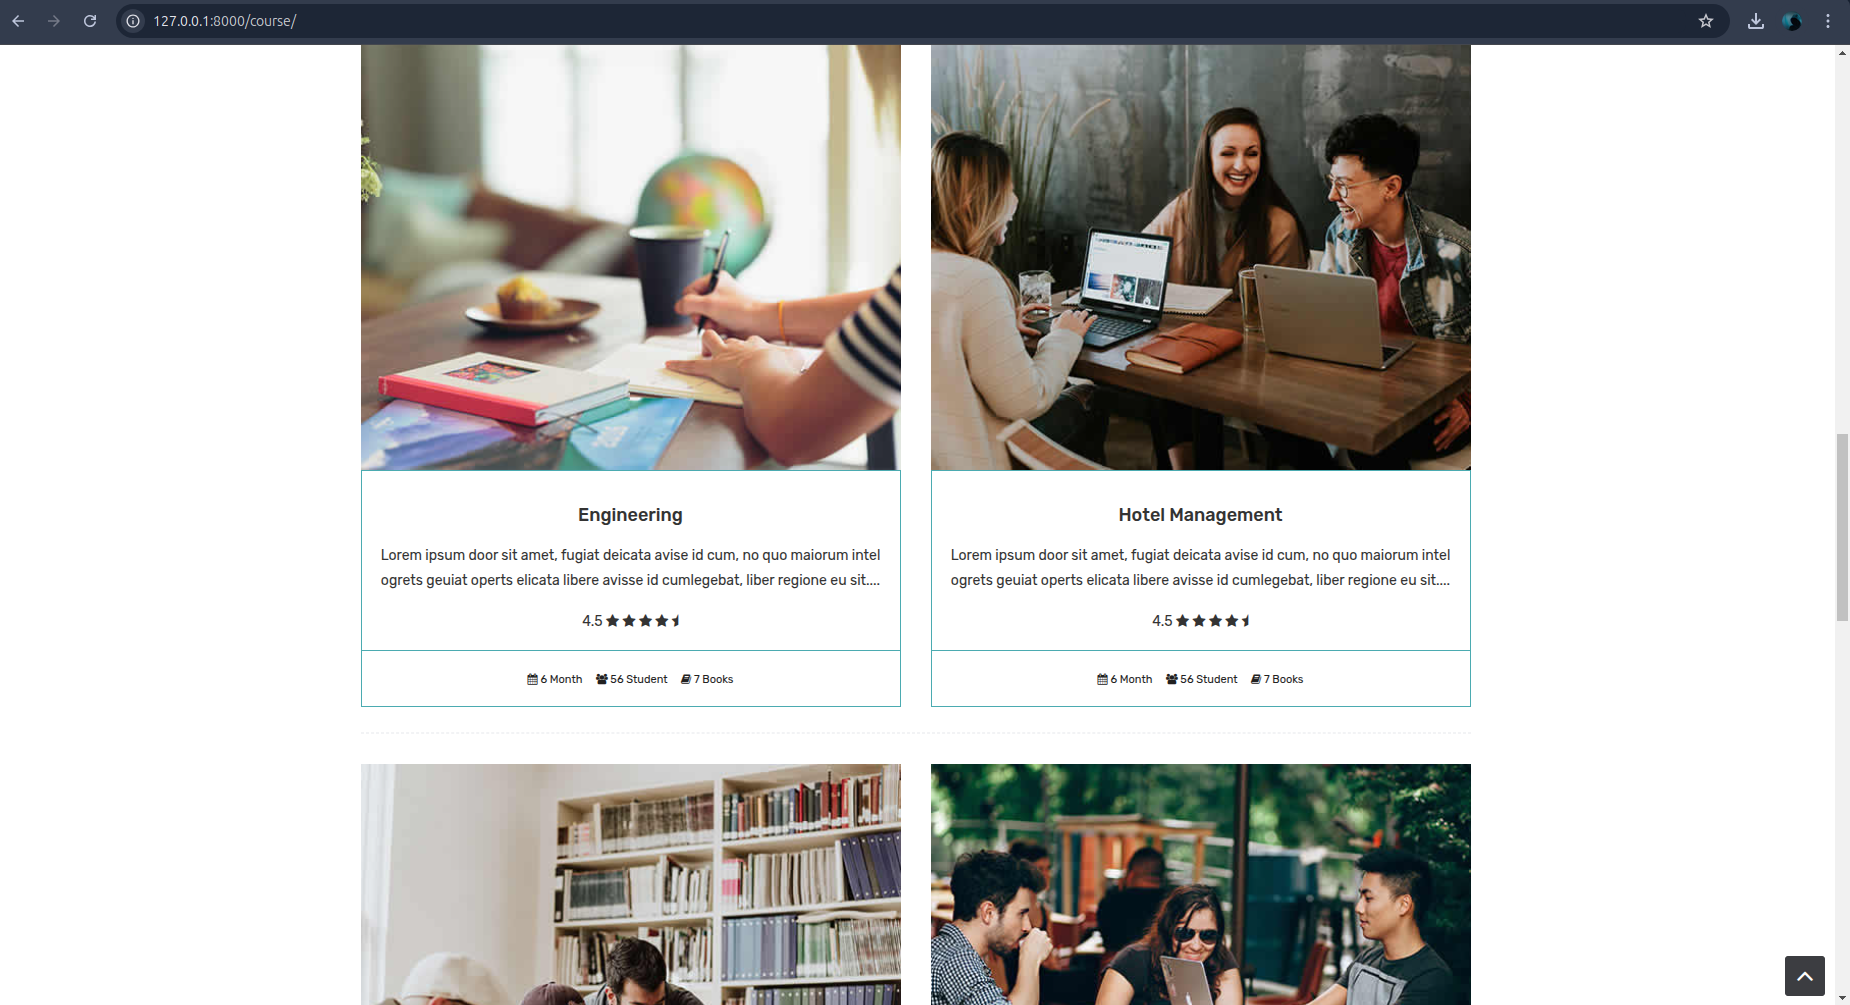 127.0.0.1:8000/course/
Engineering
Lorem ipsum door sit amet, fugiat deicata avise id cum, no quo maiorum intel
ogrets geuiat operts elicata libere avisse id cumlegebat, liber regione eu sit....
4.5
6 Month 56 Student 7 Books
Hotel Management
Lorem ipsum door sit amet, fugiat deicata avise id cum, no quo maiorum intel
ogrets geuiat operts elicata libere avisse id cumlegebat, liber regione eu sit....
4.5
6 Month 56 Student 7 Books